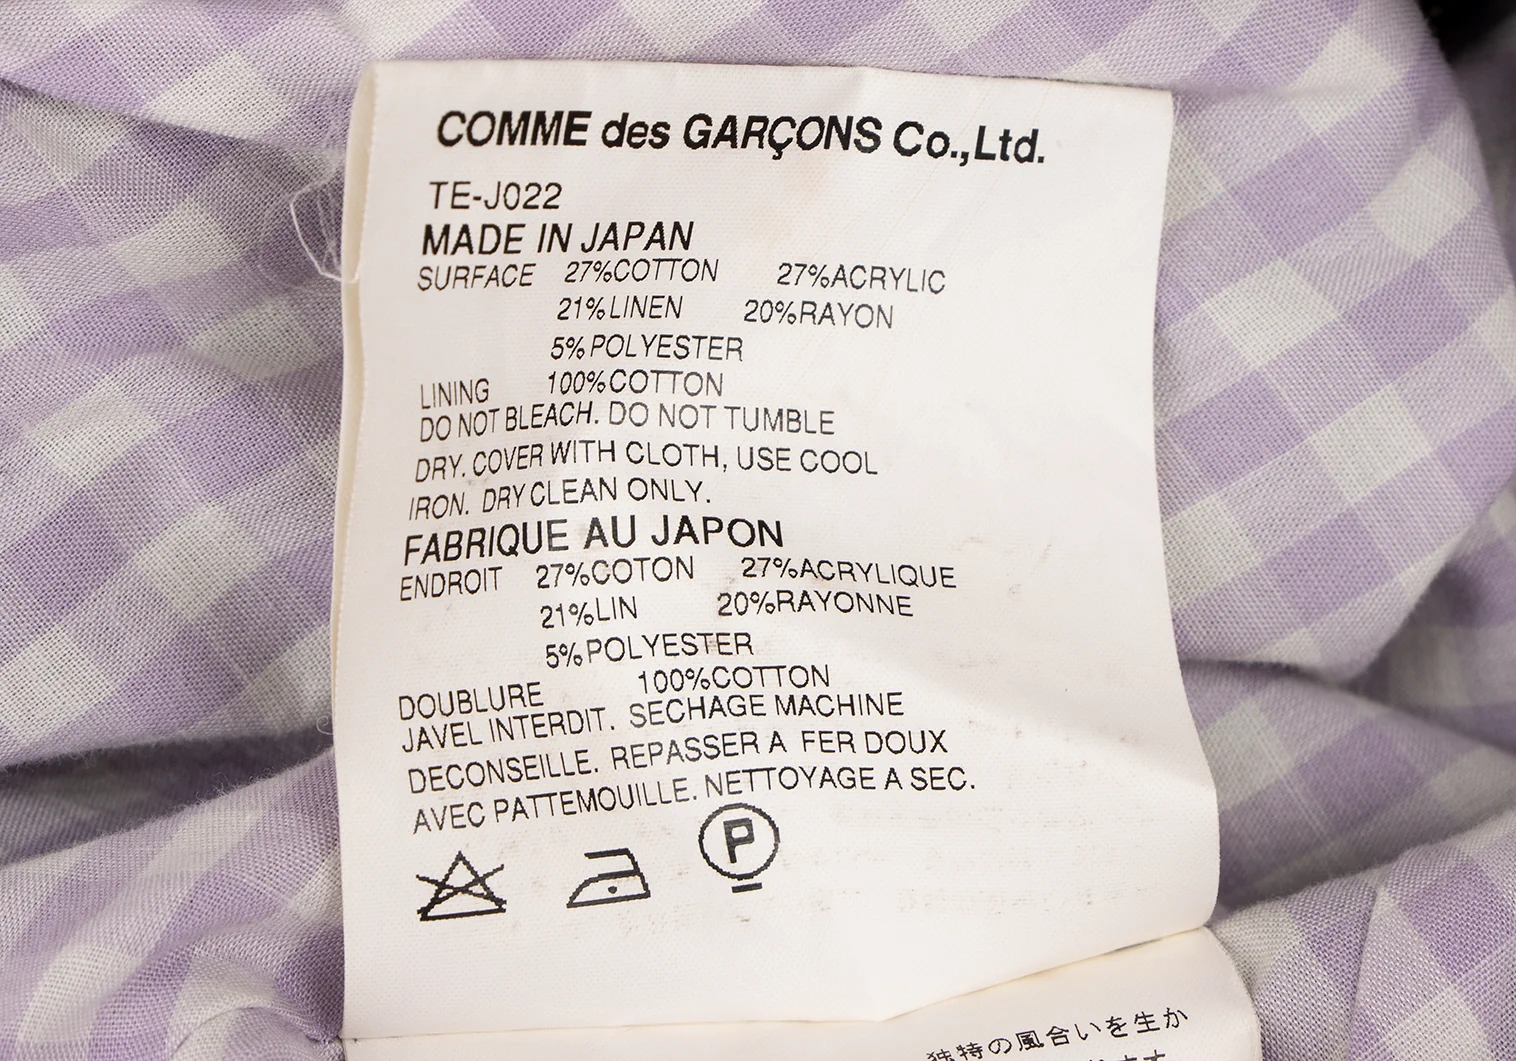 COMME des GARÇONS Co.,Ltd.
TE-J022
MADE IN JAPAN
SURFACE 27%COTTON 27%ACRYLIC
21%LINEN 20%RAYON
5%POLYESTER
LINING 100%COTTON
DO NOT BLEACH. DO NOT TUMBLE
DRY. COVER WITH CLOTH, USE COOL
IRON. DRY CLEAN ONLY.
FABRIQUE AU JAPON
ENDROIT 27%COTON 27%ACRYLIQUE
21%LIN 20%RAYONNE
5%POLYESTER
DOUBLURE 100%COTTON
JAVEL INTERDIT. SECHAGE MACHINE
DECONSEILLE. REPASSER A FER DOUX
AVEC PATTEMOUILLE. NETTOYAGE A SEC.
P
独特の風合いを生か